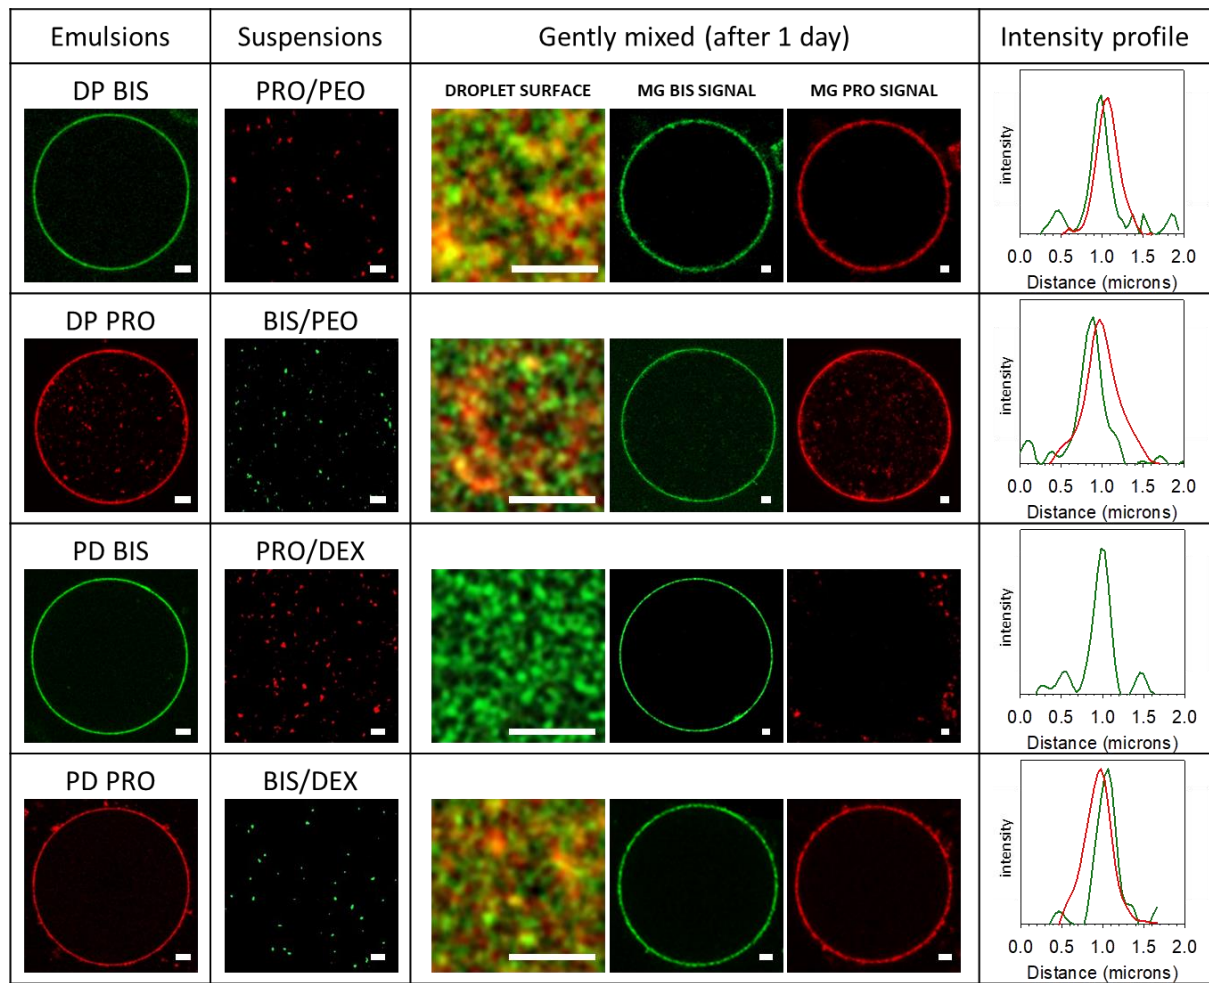 Emulsions
Suspensions
Gently mixed (after 1 day)
Intensity profile
DP BIS
PRO/PEO
DROPLET SURFACE
MG BIS SIGNAL
MG PRO SIGNAL
intensity
0.0 0.5 1.0 1.5 2.0
Distance (microns)
DP PRO
BIS/PEO
intensity
0.0 0.5 1.0 1.5 2.0
Distance (microns)
PD BIS
PRO/DEX
intensity
0.0 0.5 1.0 1.5 2.0
Distance (microns)
PD PRO
BIS/DEX
intensity
0.0 0.5 1.0 1.5 2.0
Distance (microns)